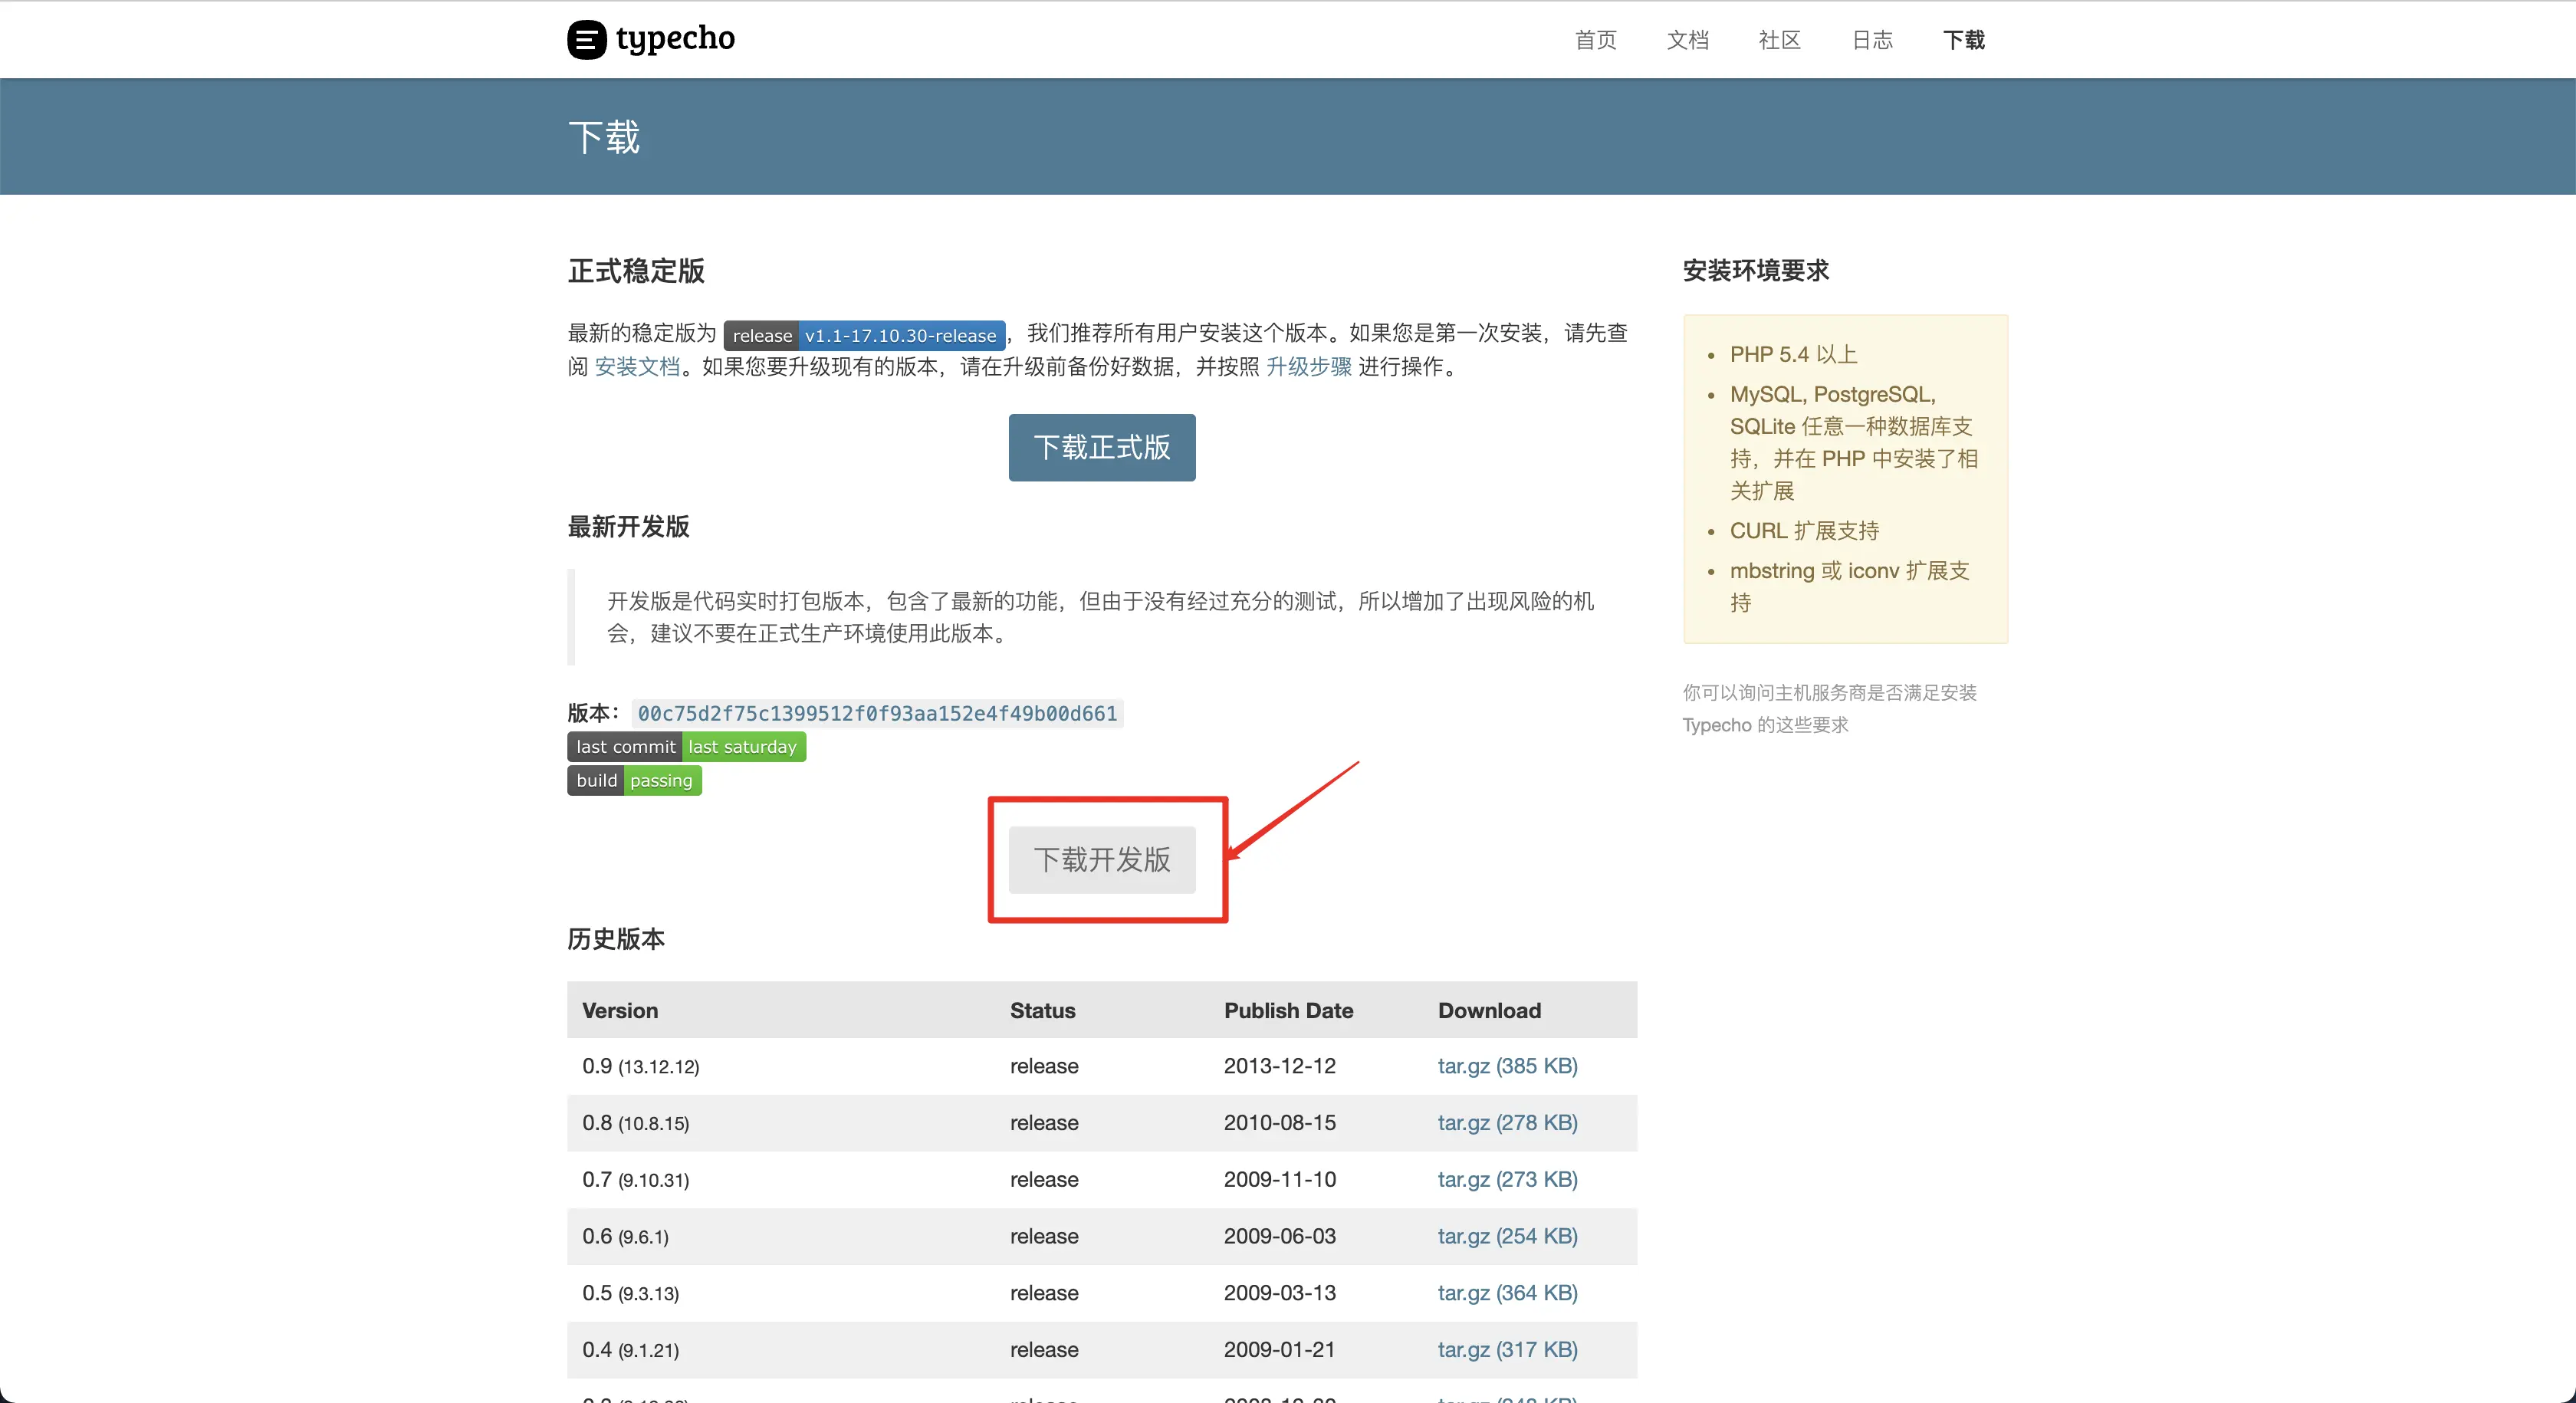 typecho
首页 文档 社区 日志 下载
下载
正式稳定版
最新的稳定版为 release v1.1-17.10.30-release ，我们推荐所有用户安装这个版本。如果您是第一次安装，请先查
阅 安装文档。如果您要升级现有的版本，请在升级前备份好数据，并按照 升级步骤 进行操作。
下载正式版
最新开发版
开发版是代码实时打包版本，包含了最新的功能，但由于没有经过充分的测试，所以增加了出现风险的机
会，建议不要在正式生产环境使用此版本。
版本： 00c75d2f75c1399512f0f93aa152e4f49b00d661
last commit last saturday
build passing
下载开发版
历史版本
Version Status Publish Date Download
0.9 (13.12.12) release 2013-12-12 tar.gz (385 KB)
0.8 (10.8.15) release 2010-08-15 tar.gz (278 KB)
0.7 (9.10.31) release 2009-11-10 tar.gz (273 KB)
0.6 (9.6.1) release 2009-06-03 tar.gz (254 KB)
0.5 (9.3.13) release 2009-03-13 tar.gz (364 KB)
0.4 (9.1.21) release 2009-01-21 tar.gz (317 KB)
安装环境要求
PHP 5.4 以上
MySQL, PostgreSQL,
SQLite 任意一种数据库支
持，并在 PHP 中安装了相
关扩展
CURL 扩展支持
mbstring 或 iconv 扩展支
持
你可以询问主机服务商是否满足安装
Typecho 的这些要求